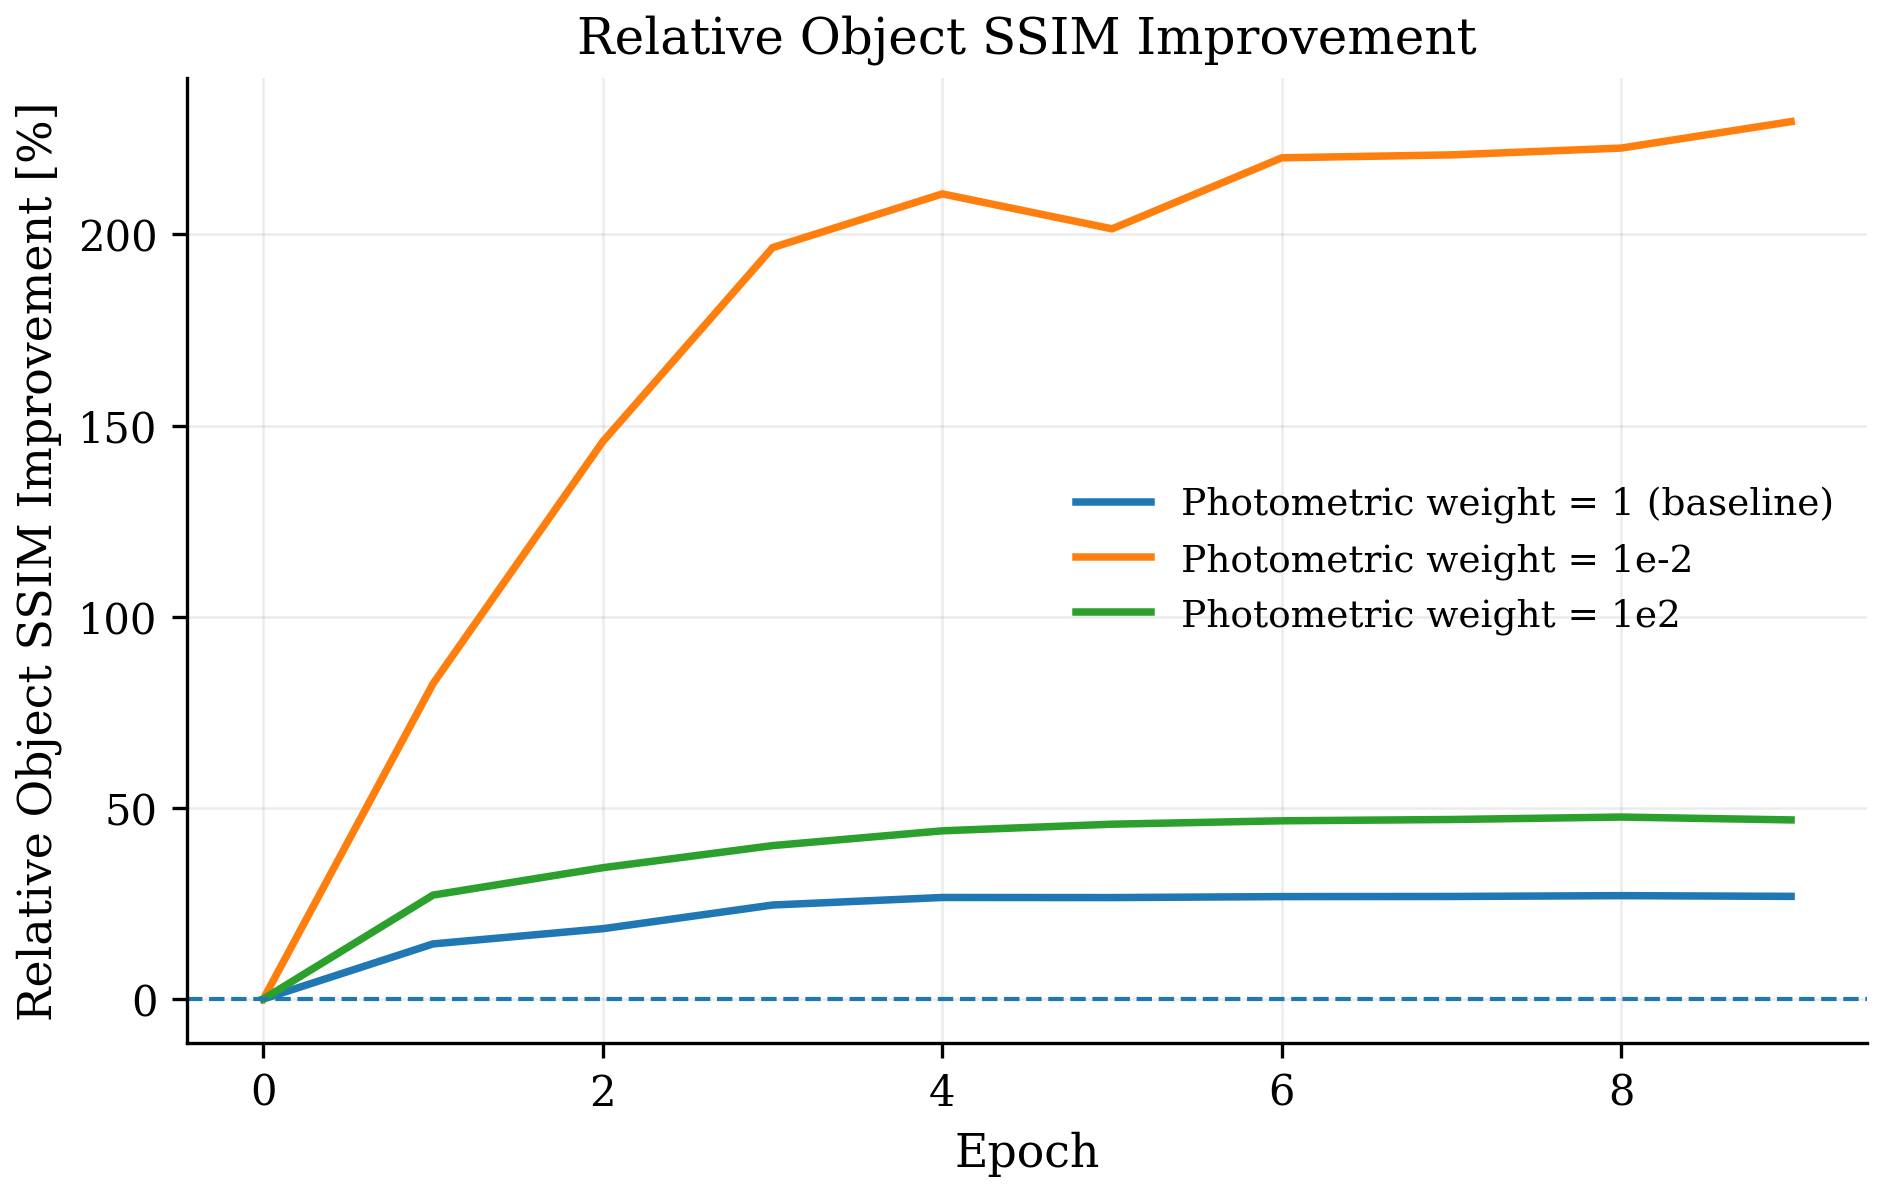 Relative Object SSIM Improvement
Relative Object SSIM Improvement [%]
200
150
100
50
0
Photometric weight = 1 (baseline)
Photometric weight = 1e-2
Photometric weight = 1e2
0 2 4 6 8
Epoch